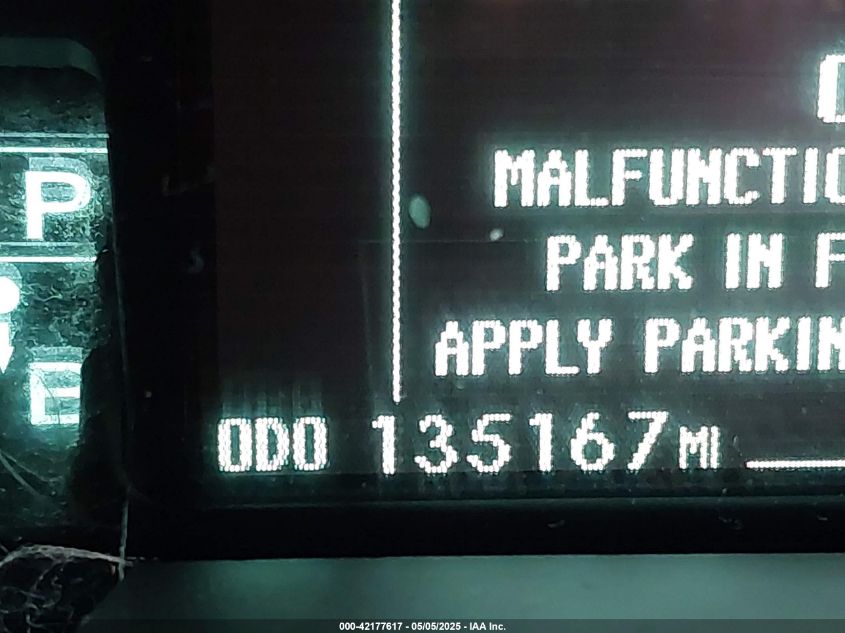 P
MALFUNCTIO
PARK IN F
E
APPLY PARKIN
ODO 135167 MI
000-42177617 - 05/05/2025 - IAA Inc.